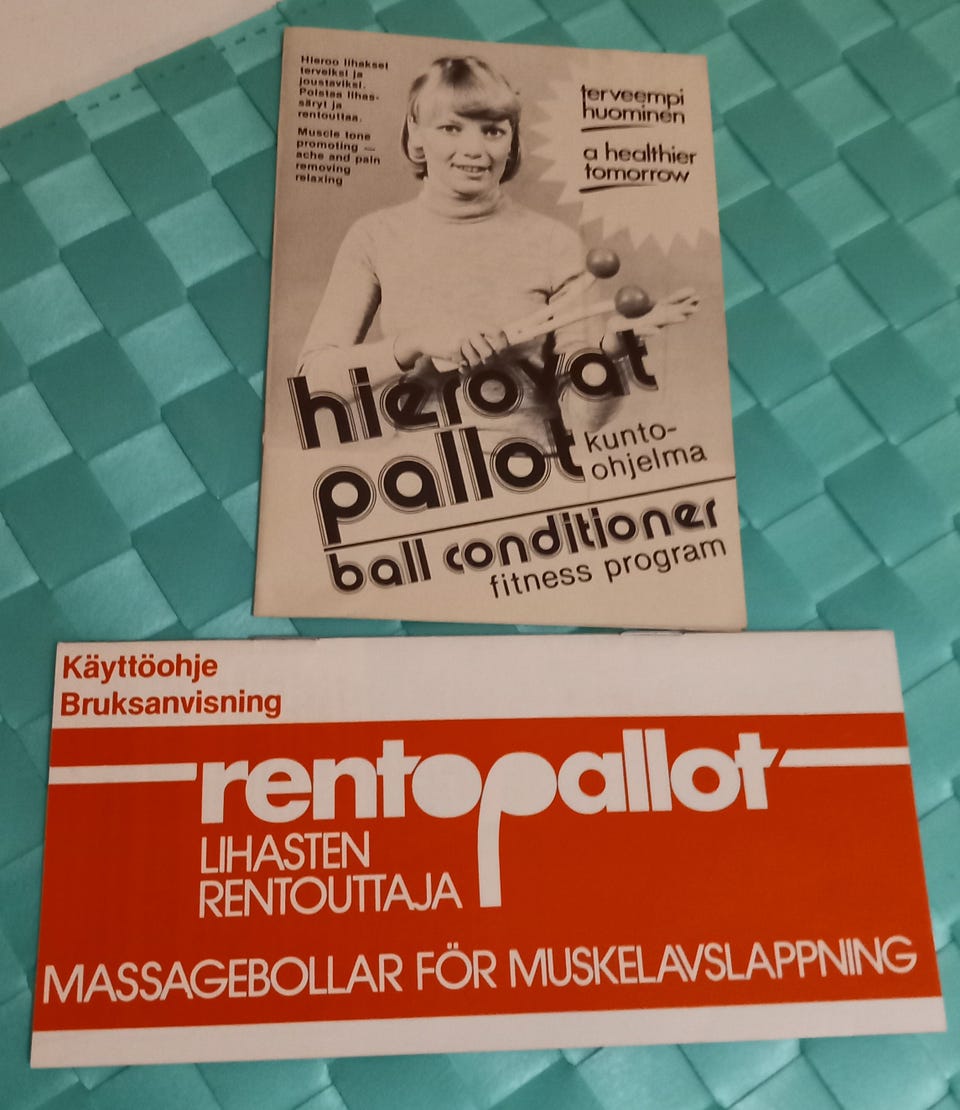 Hieroo lihakset
terveiksi ja
joustaviksi.
Poistaa lihas-
säryt ja
rentouttaa.
Muscle tone
promoting —
ache and pain
removing
relaxing
terveempi
huominen
a healthier
tomorrow
hierovat
pallot
kunto-
ohjelma
ball conditioner
fitness program
Käyttöohje
Bruksanvisning
rentopallot
LIHASTEN
RENTOUTTAJA
MASSAGEBOLLAR FÖR MUSKELAVSLAPPNING